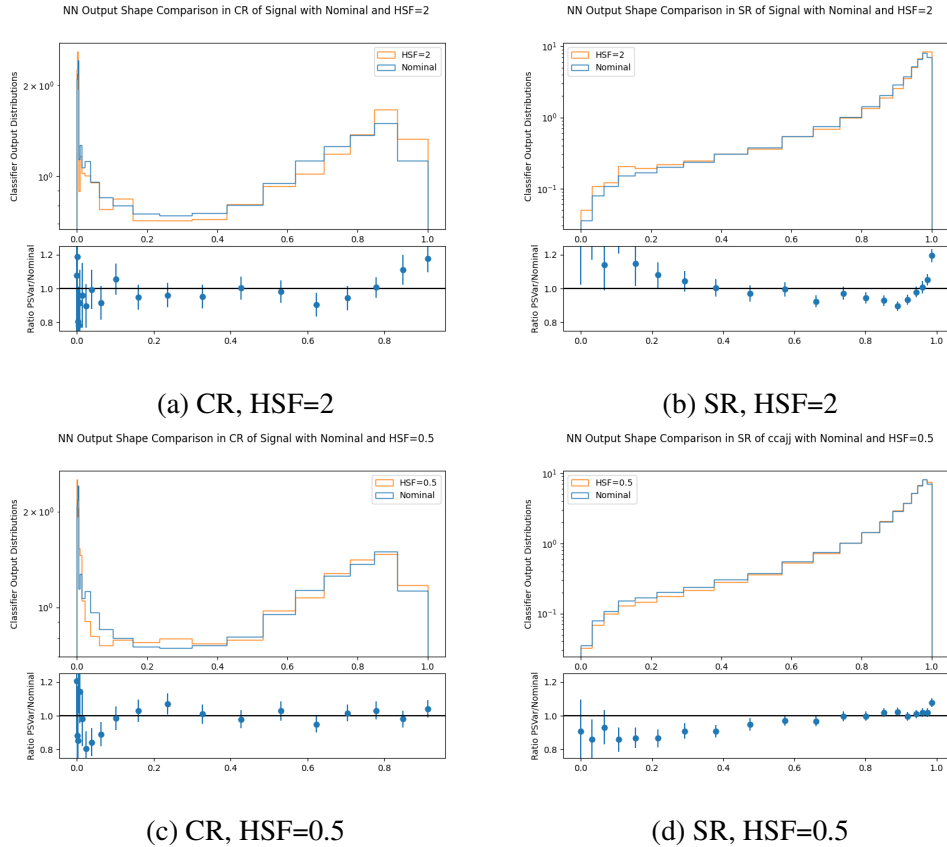 NN Output Shape Comparison in CR of Signal with Nominal and HSF=2
Classifier Output Distributions
2 × 10⁰
10⁰
HSF=2
Nominal
0.0 0.2 0.4 0.6 0.8 1.0
Ratio PSVar/Nominal
1.2
1.0
0.8
0.0 0.2 0.4 0.6 0.8 1.0
(a) CR, HSF=2
NN Output Shape Comparison in SR of Signal with Nominal and HSF=2
Classifier Output Distributions
10¹
10⁰
10⁻¹
HSF=2
Nominal
0.0 0.2 0.4 0.6 0.8 1.0
Ratio PSVar/Nominal
1.2
1.0
0.8
0.0 0.2 0.4 0.6 0.8 1.0
(b) SR, HSF=2
NN Output Shape Comparison in CR of Signal with Nominal and HSF=0.5
Classifier Output Distributions
2 × 10⁰
10⁰
HSF=0.5
Nominal
0.0 0.2 0.4 0.6 0.8 1.0
Ratio PSVar/Nominal
1.2
1.0
0.8
0.0 0.2 0.4 0.6 0.8 1.0
(c) CR, HSF=0.5
NN Output Shape Comparison in SR of ccajj with Nominal and HSF=0.5
Classifier Output Distributions
10¹
10⁰
10⁻¹
HSF=0.5
Nominal
0.0 0.2 0.4 0.6 0.8 1.0
Ratio PSVar/Nominal
1.2
1.0
0.8
0.0 0.2 0.4 0.6 0.8 1.0
(d) SR, HSF=0.5